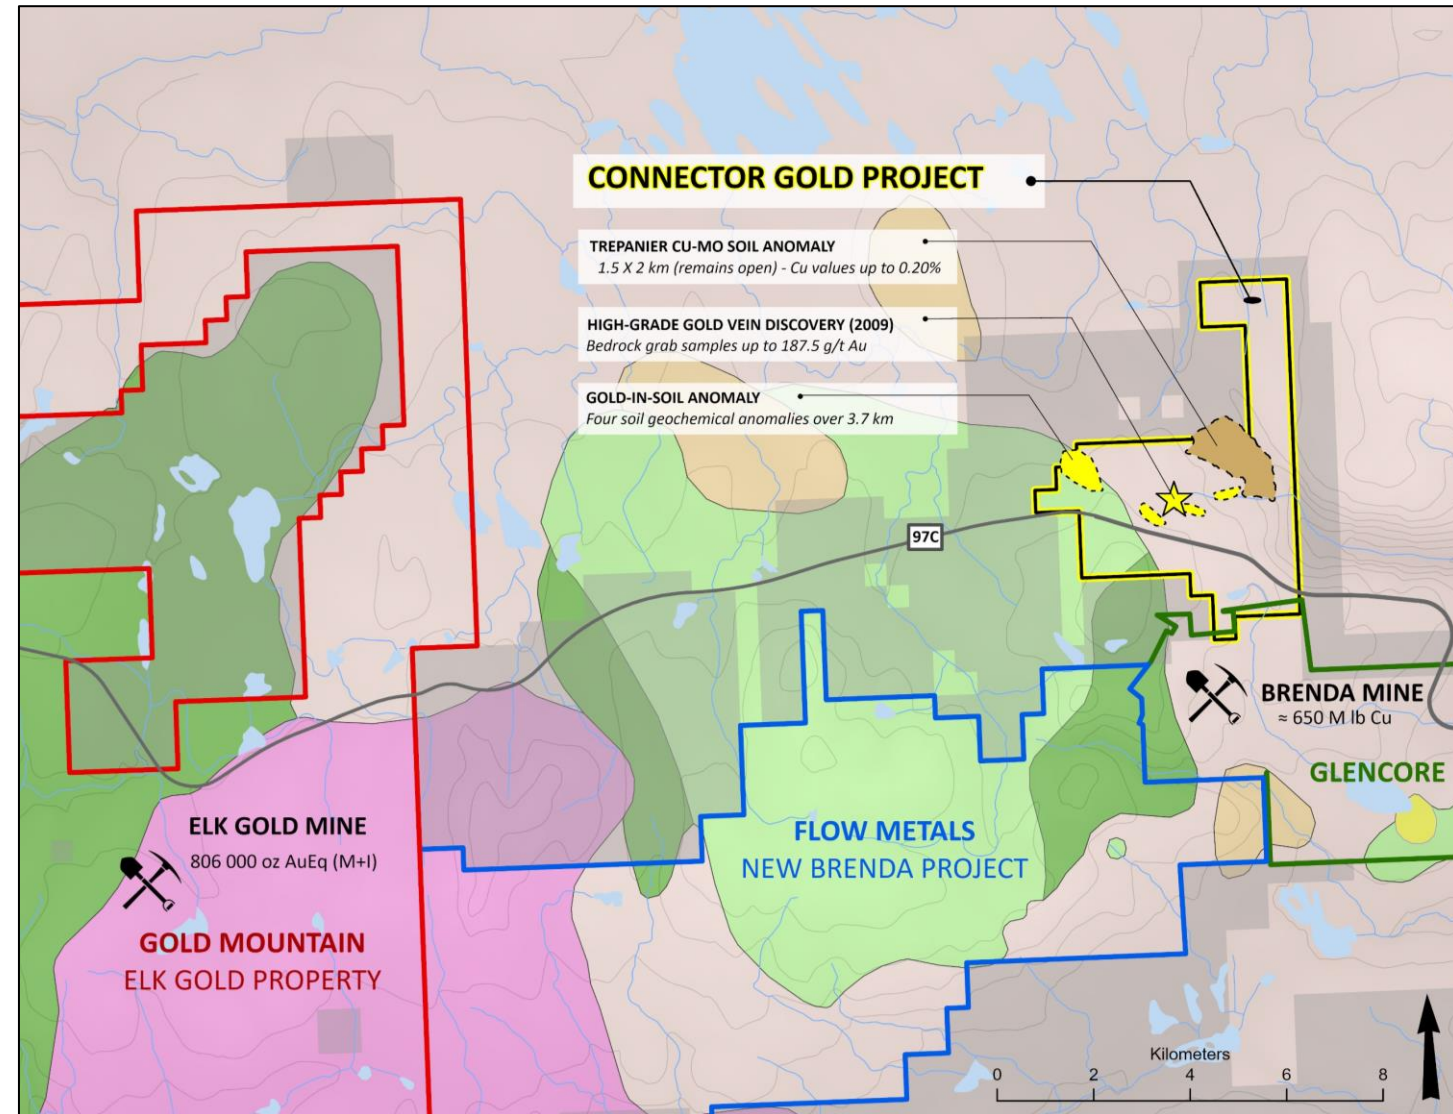 CONNECTOR GOLD PROJECT
TREPANIER CU-MO SOIL ANOMALY
1.5 X 2 km (remains open) - Cu values up to 0.20%
HIGH-GRADE GOLD VEIN DISCOVERY (2009)
Bedrock grab samples up to 187.5 g/t Au
GOLD-IN-SOIL ANOMALY
Four soil geochemical anomalies over 3.7 km
97C
BRENDA MINE
≈ 650 M lb Cu
GLENCORE
ELK GOLD MINE
806 000 oz AuEq (M+I)
FLOW METALS
NEW BRENDA PROJECT
GOLD MOUNTAIN
ELK GOLD PROPERTY
Kilometers
0 2 4 6 8